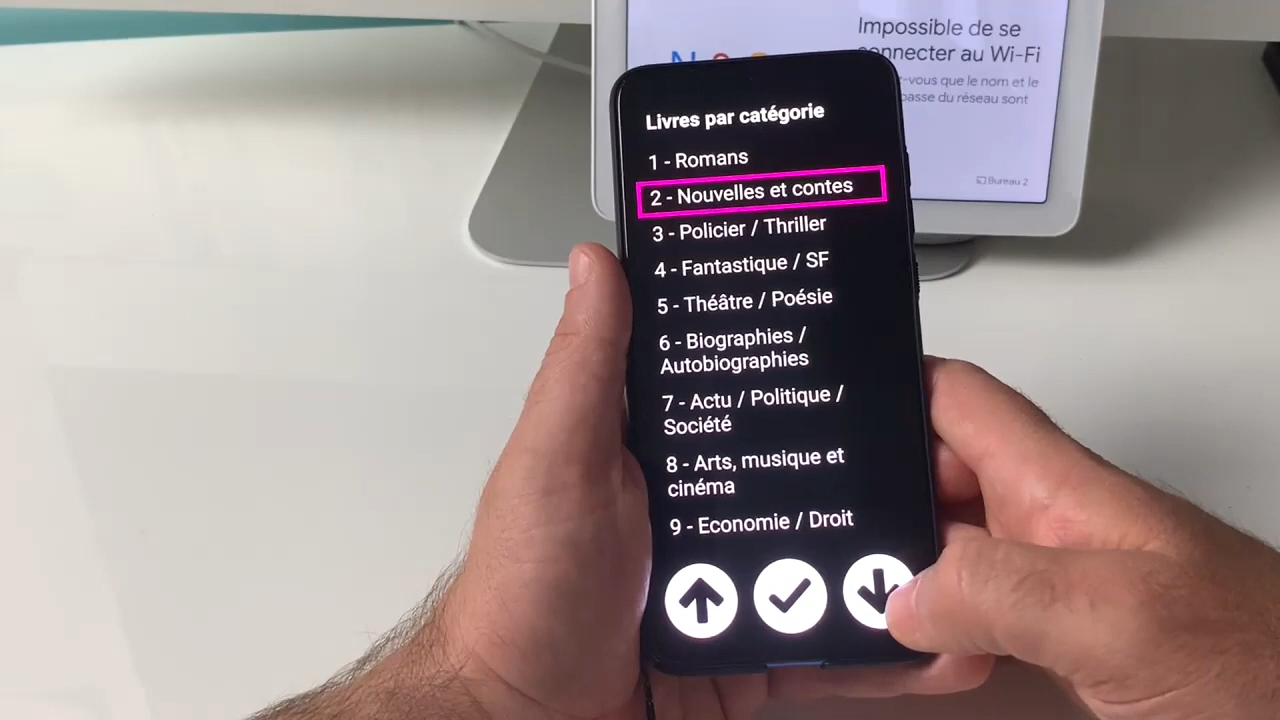 Impossible de se
connecter au Wi-Fi
-vous que le nom et le
passe du réseau sont
Bureau 2
Livres par catégorie
1 - Romans
2 - Nouvelles et contes
3 - Policier / Thriller
4 - Fantastique / SF
5 - Théâtre / Poésie
6 - Biographies /
Autobiographies
7 - Actu / Politique /
Société
8 - Arts, musique et
cinéma
9 - Economie / Droit